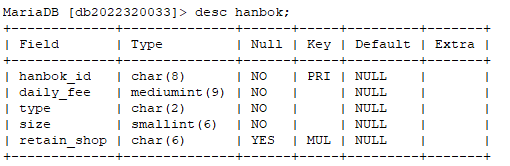 MariaDB [db2022320033]> desc hanbok;
+-------------+--------------+------+-----+---------+-------+
| Field       | Type         | Null | Key | Default | Extra |
+-------------+--------------+------+-----+---------+-------+
| hanbok_id   | char(8)      | NO   | PRI | NULL    |       |
| daily_fee   | mediumint(9) | NO   |     | NULL    |       |
| type        | char(2)      | NO   |     | NULL    |       |
| size        | smallint(6)  | NO   |     | NULL    |       |
| retain_shop | char(6)      | YES  | MUL | NULL    |       |
+-------------+--------------+------+-----+---------+-------+